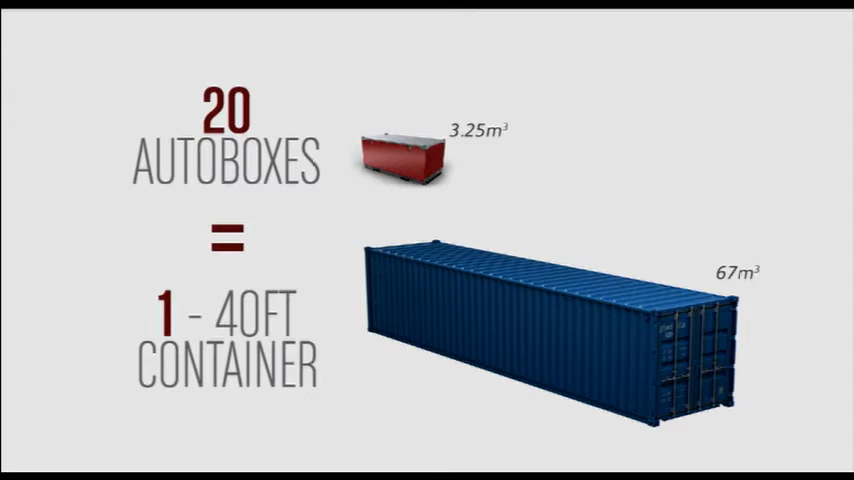 20
AUTOBOXES
3.25m³
=
1 - 40FT
CONTAINER
67m³